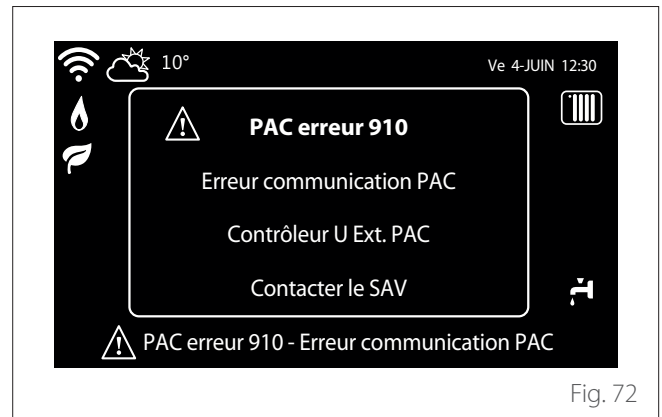 10°
Ve 4-JUIN 12:30
PAC erreur 910
Erreur communication PAC
Contrôleur U Ext. PAC
Contacter le SAV
PAC erreur 910 - Erreur communication PAC
Fig. 72